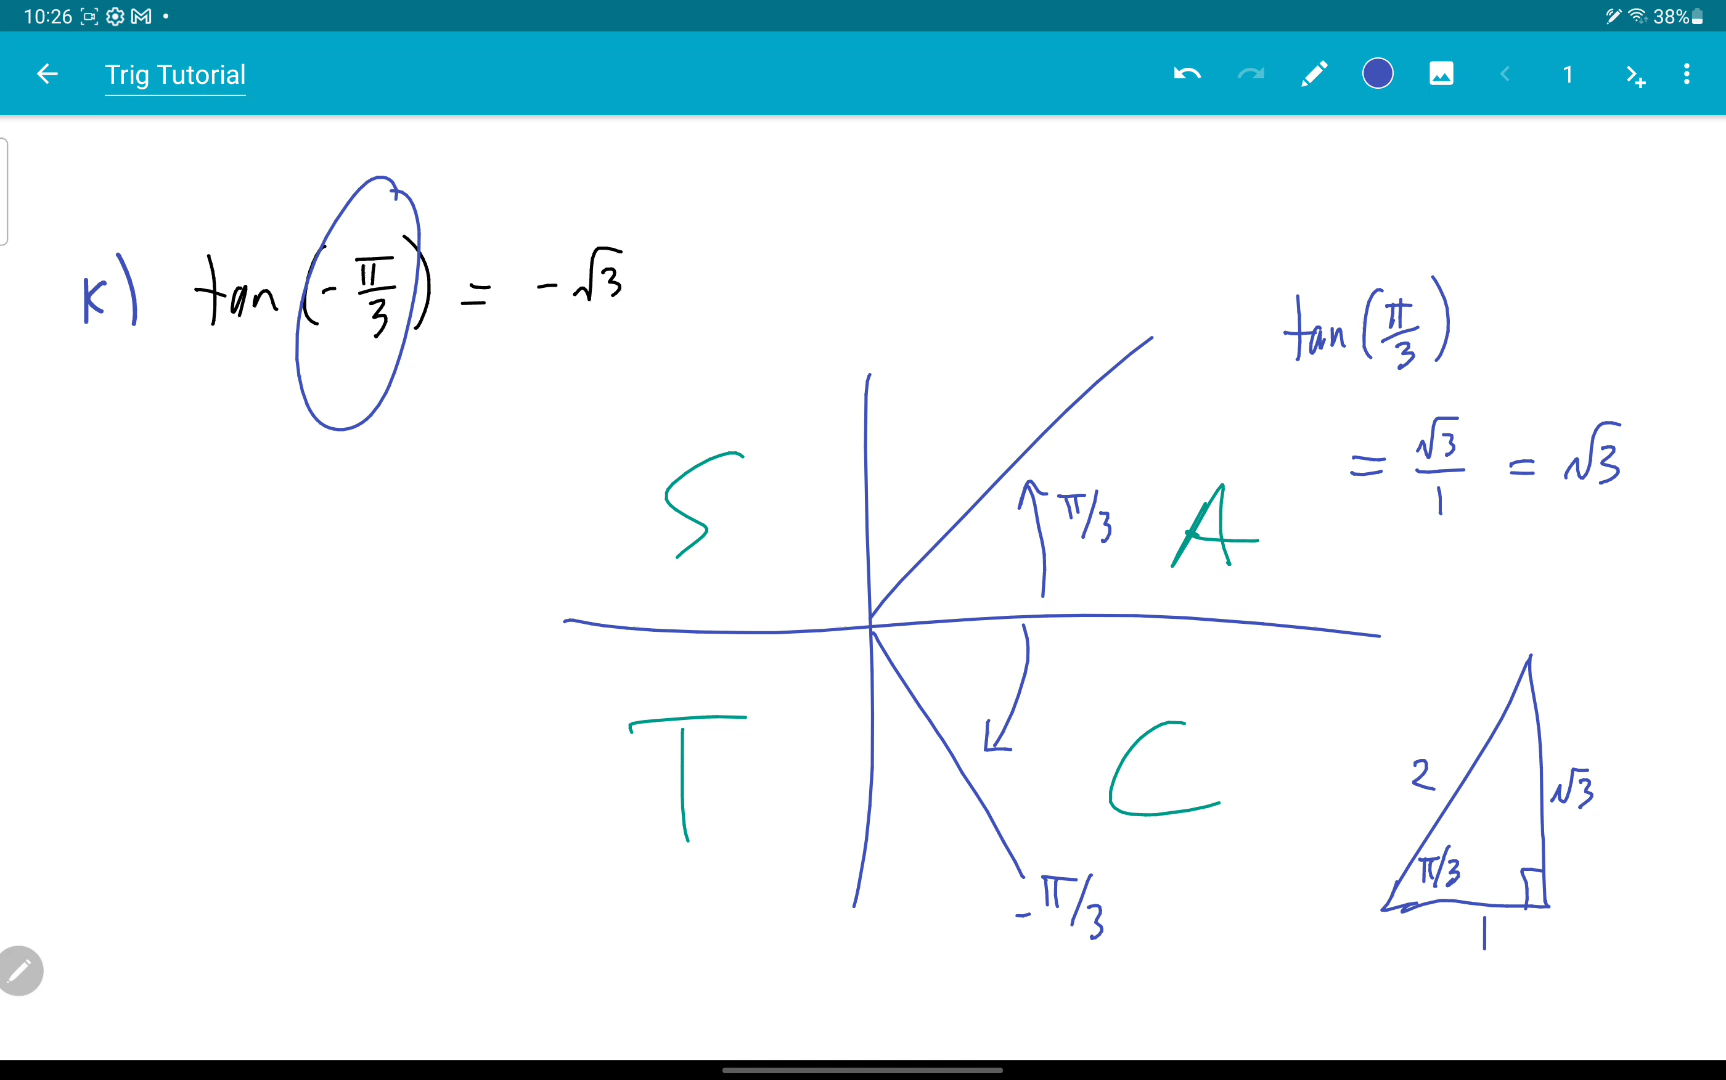 10:26
38%
Trig Tutorial
1
K) tan(-π/3) = -√3
tan(π/3)
= √3/1 = √3
S
A
π/3
T
C
-π/3
2
√3
π/3
1